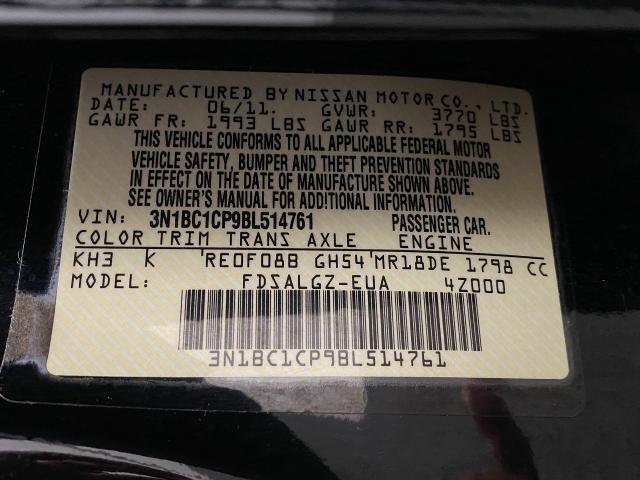 MANUFACTURED BY NISSAN MOTOR CO., LTD.
DATE: 06/11. GVWR: 3770 LBS
GAWR FR: 1993 LBS GAWR RR: 1795 LBS
THIS VEHICLE CONFORMS TO ALL APPLICABLE FEDERAL MOTOR
VEHICLE SAFETY, BUMPER AND THEFT PREVENTION STANDARDS
IN EFFECT ON THE DATE OF MANUFACTURE SHOWN ABOVE.
SEE OWNER'S MANUAL FOR ADDITIONAL INFORMATION.
VIN: 3N1BC1CP9BL514761 PASSENGER CAR.
COLOR TRIM TRANS AXLE ENGINE
KH3 K RE0F08B GH54 MR18DE 1798 CC
MODEL: FDSALGZ-EUA 4Z000
3N1BC1CP9BL514761